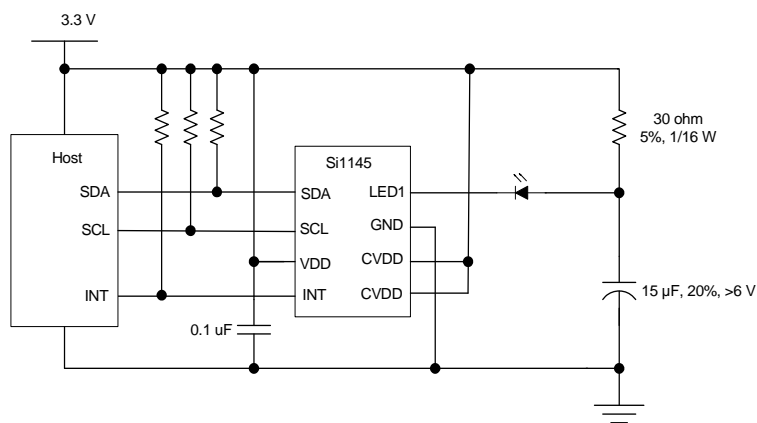 3.3 V
30 ohm
5%, 1/16 W
Host
Si1145
SDA
SDA
LED1
SCL
SCL
GND
VDD
CVDD
INT
INT
CVDD
15 µF, 20%, >6 V
0.1 uF